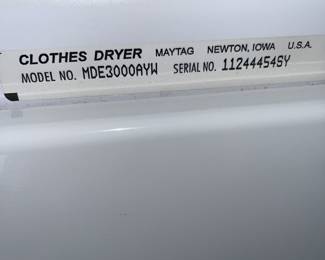 CLOTHES DRYER MAYTAG NEWTON, IOWA U.S.A.
MODEL NO. MDE3000AYW SERIAL NO. 11244454SY